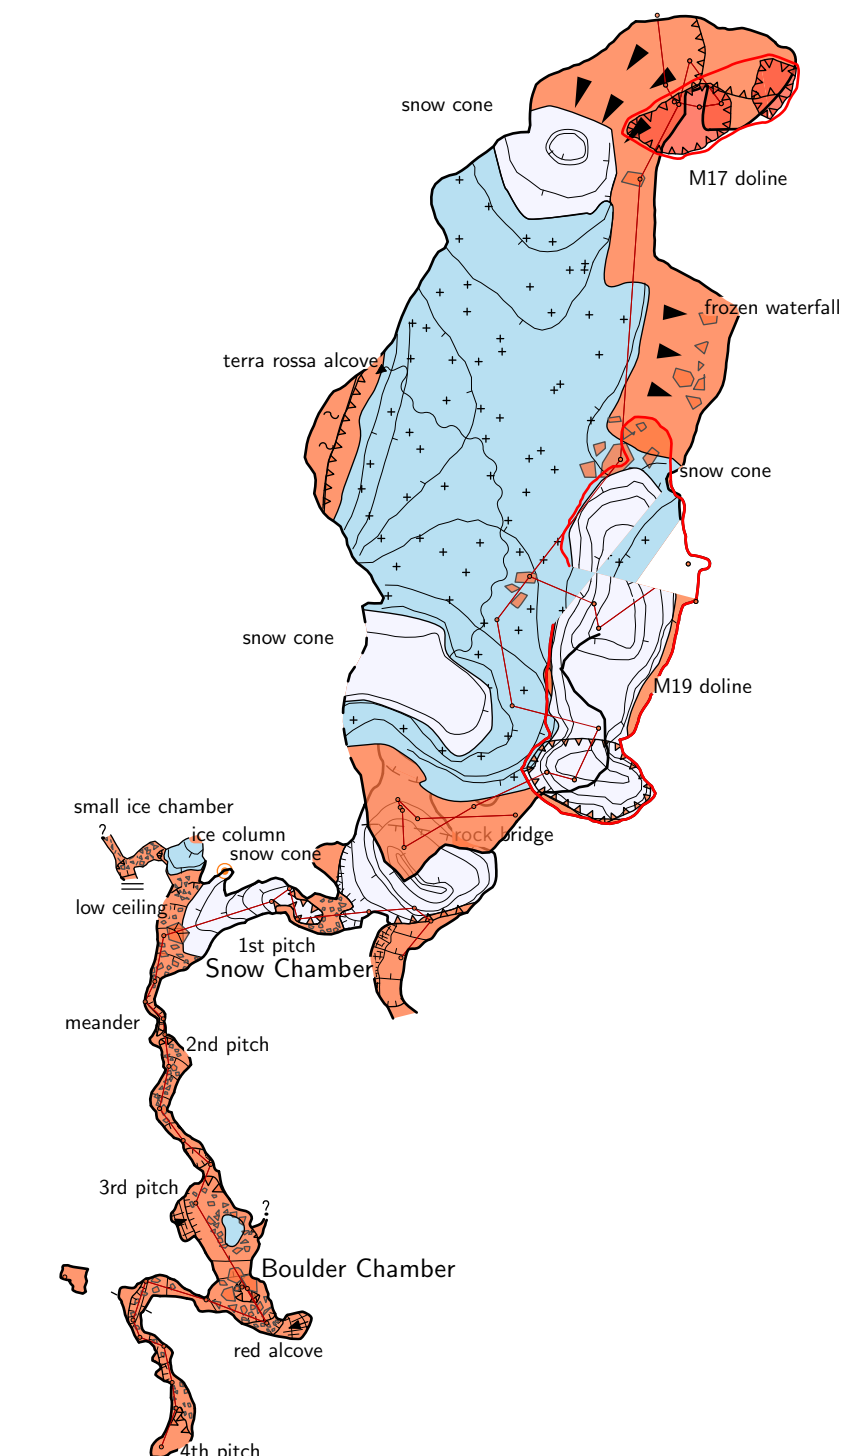 snow cone
M17 doline
frozen waterfall
terra rossa alcove
snow cone
snow cone
M19 doline
small ice chamber
?
ice column
rock bridge
snow cone
low ceiling
1st pitch
Snow Chamber
meander
2nd pitch
3rd pitch
?
Boulder Chamber
red alcove
4th pitch